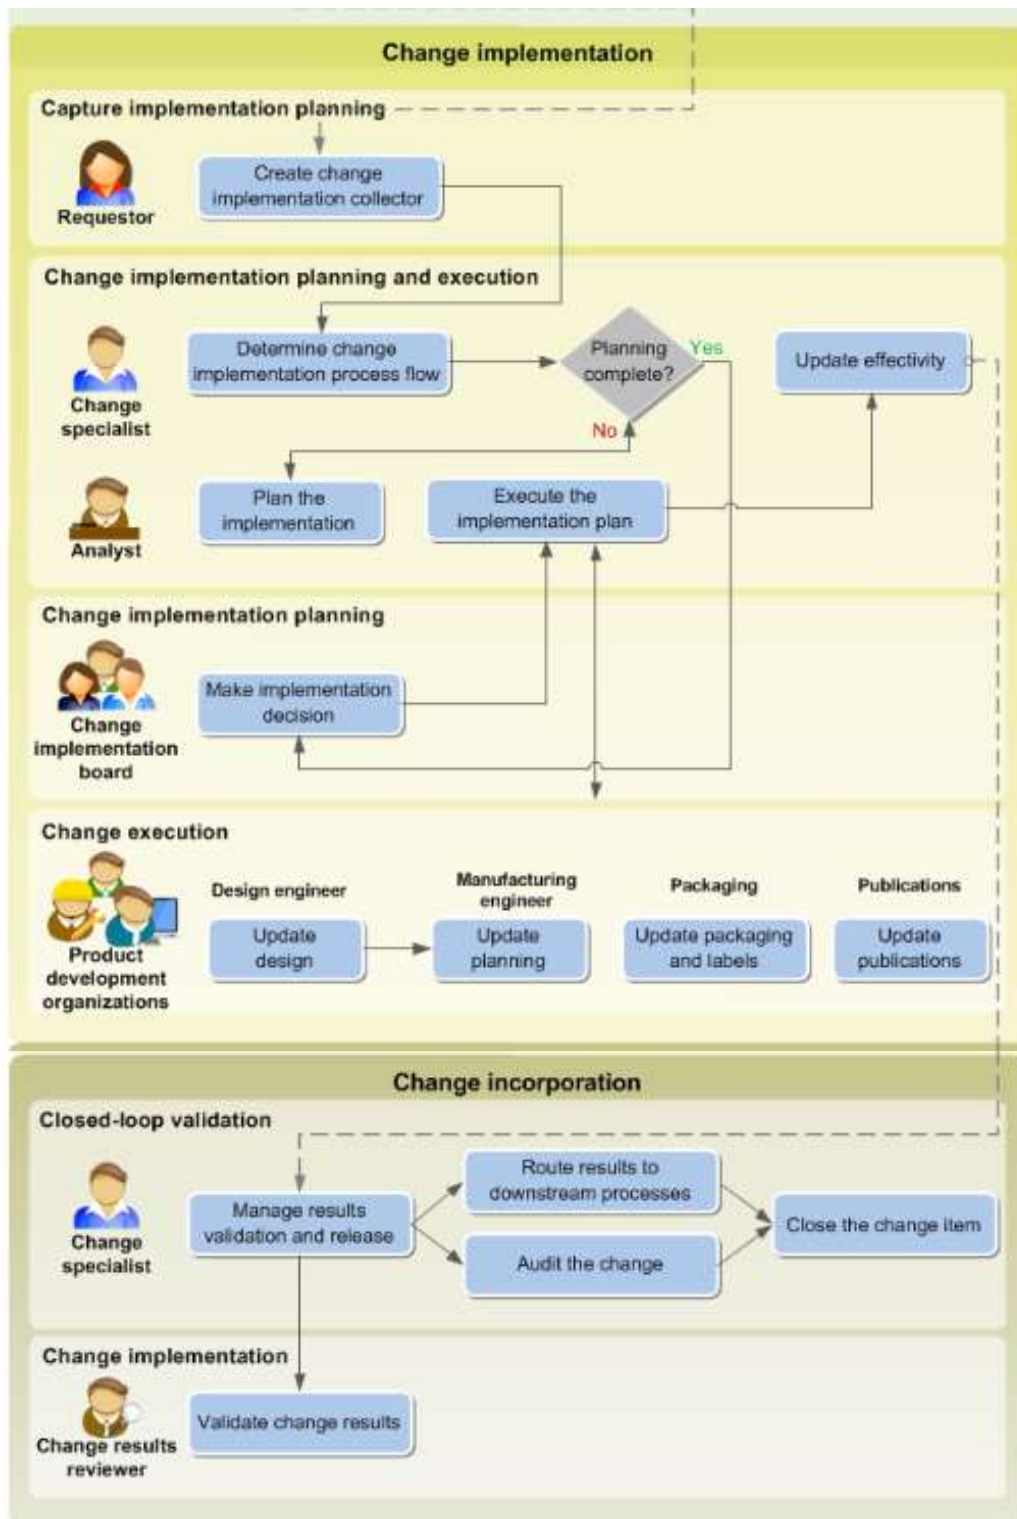 Change implementation
Capture implementation planning
Create change
implementation collector
Requestor
Change implementation planning and execution
Determine change
implementation process flow
Planning
complete?
Yes
No
Update effectivity
Change
specialist
Plan the
implementation
Execute the
implementation plan
Analyst
Change implementation planning
Make implementation
decision
Change
implementation
board
Change execution
Product
development
organizations
Design engineer
Update
design
Manufacturing
engineer
Update
planning
Packaging
Update packaging
and labels
Publications
Update
publications
Change incorporation
Closed-loop validation
Change
specialist
Manage results
validation and release
Route results to
downstream processes
Audit the change
Close the change item
Change implementation
Change results
reviewer
Validate change results